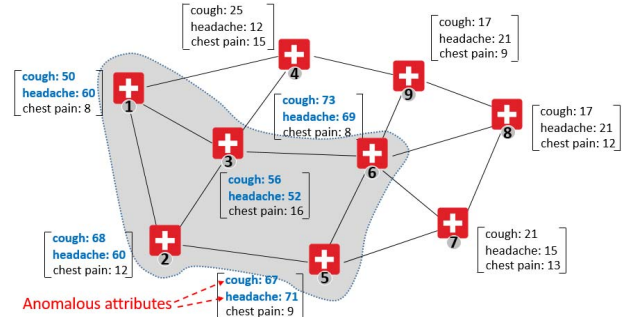 cough: 25
headache: 12
chest pain: 15
4
cough: 17
headache: 21
chest pain: 9
9
cough: 50
headache: 60
chest pain: 8
1
cough: 73
headache: 69
chest pain: 8
6
cough: 17
headache: 21
chest pain: 12
8
3
cough: 56
headache: 52
chest pain: 16
cough: 68
headache: 60
chest pain: 12
2
5
cough: 67
headache: 71
chest pain: 9
7
cough: 21
headache: 15
chest pain: 13
Anomalous attributes